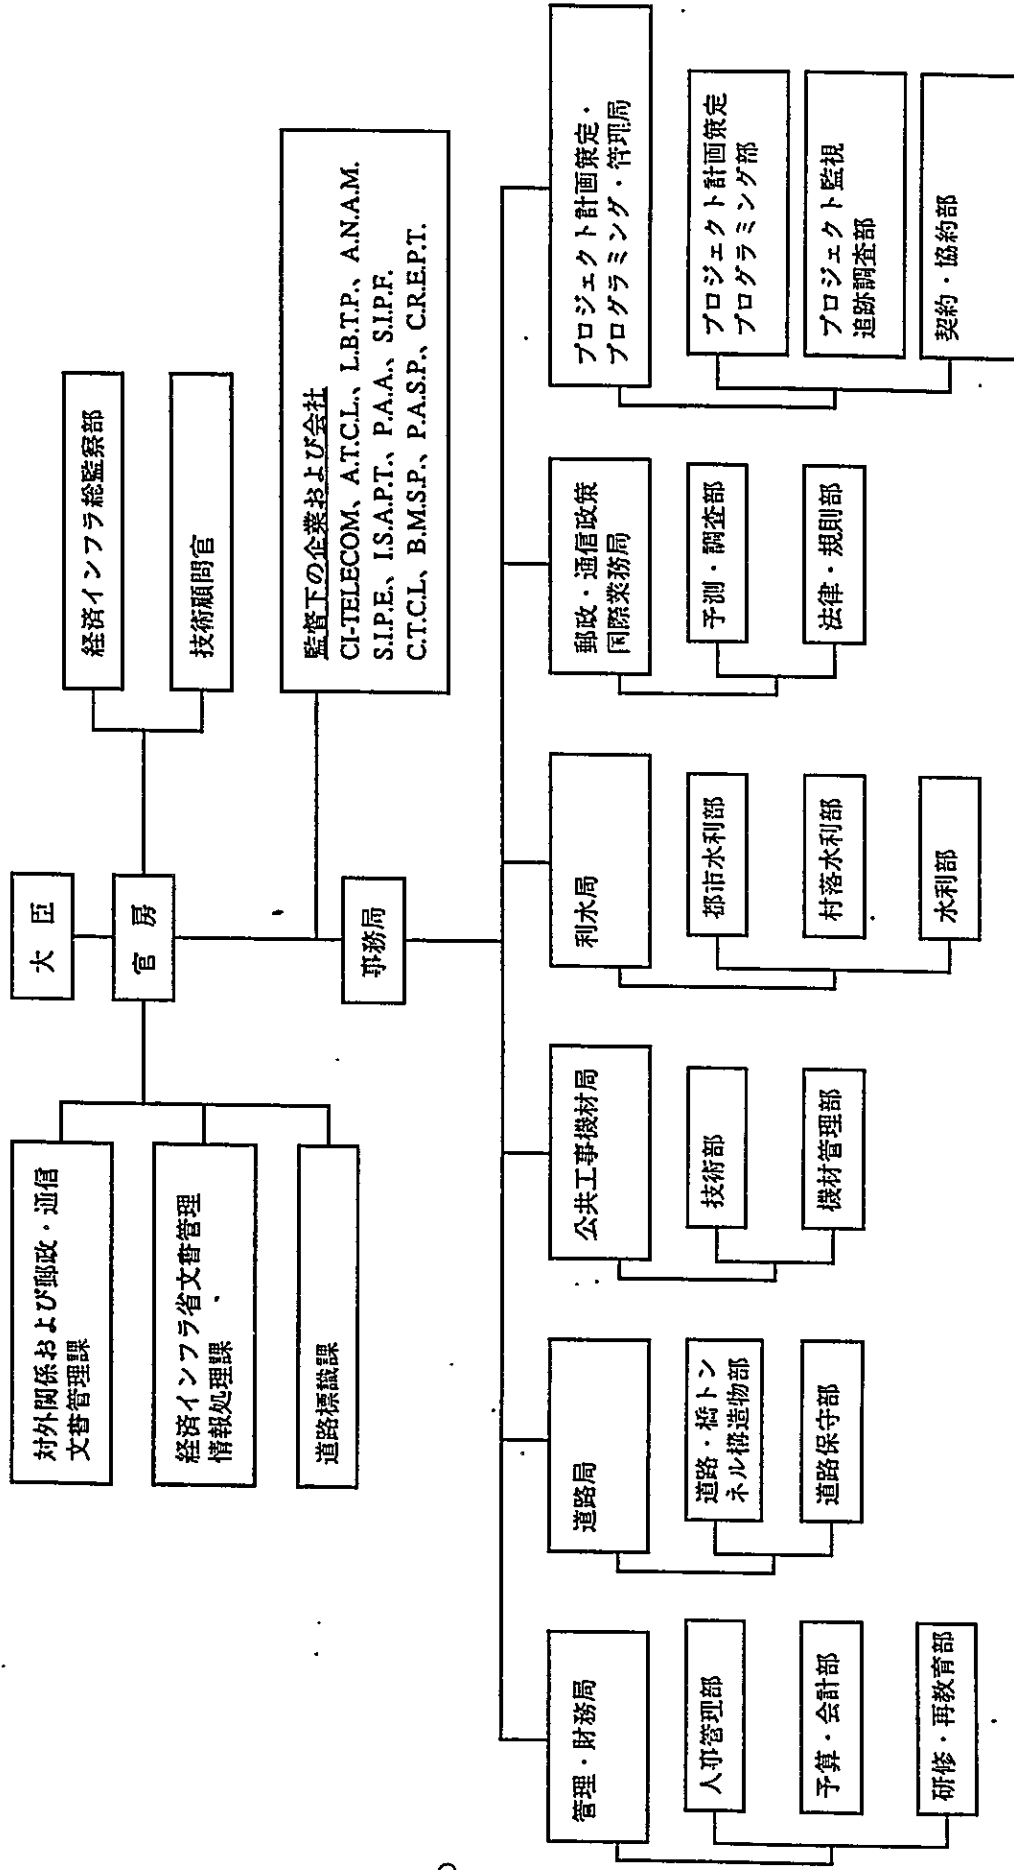 大臣
官房
経済インフラ総監察部
技術顧問官
対外関係および郵政・通信
文書管理課
経済インフラ省文書管理
情報処理課
道路標識課
監督下の企業および会社
CI-TELECOM、A.T.C.L.、L.B.T.P.、A.N.A.M.
S.I.P.E.、I.S.A.P.T.、P.A.A.、S.I.P.F.
C.T.C.L、B.M.S.P.、P.A.S.P.、C.R.E.P.T.
事務局
管理・財務局
人事管理部
予算・会計部
研修・再教育部
道路局
道路・橋トン
ネル構造物部
道路保守部
公共工事機材局
技術部
機材管理部
利水局
都市水利部
村落水利部
水利部
郵政・通信政策
国際業務局
予測・調査部
法律・規則部
プロジェクト計画策定・
プログラミング・管理局
プロジェクト計画策定
プログラミング部
プロジェクト監視
追跡調査部
契約・協約部